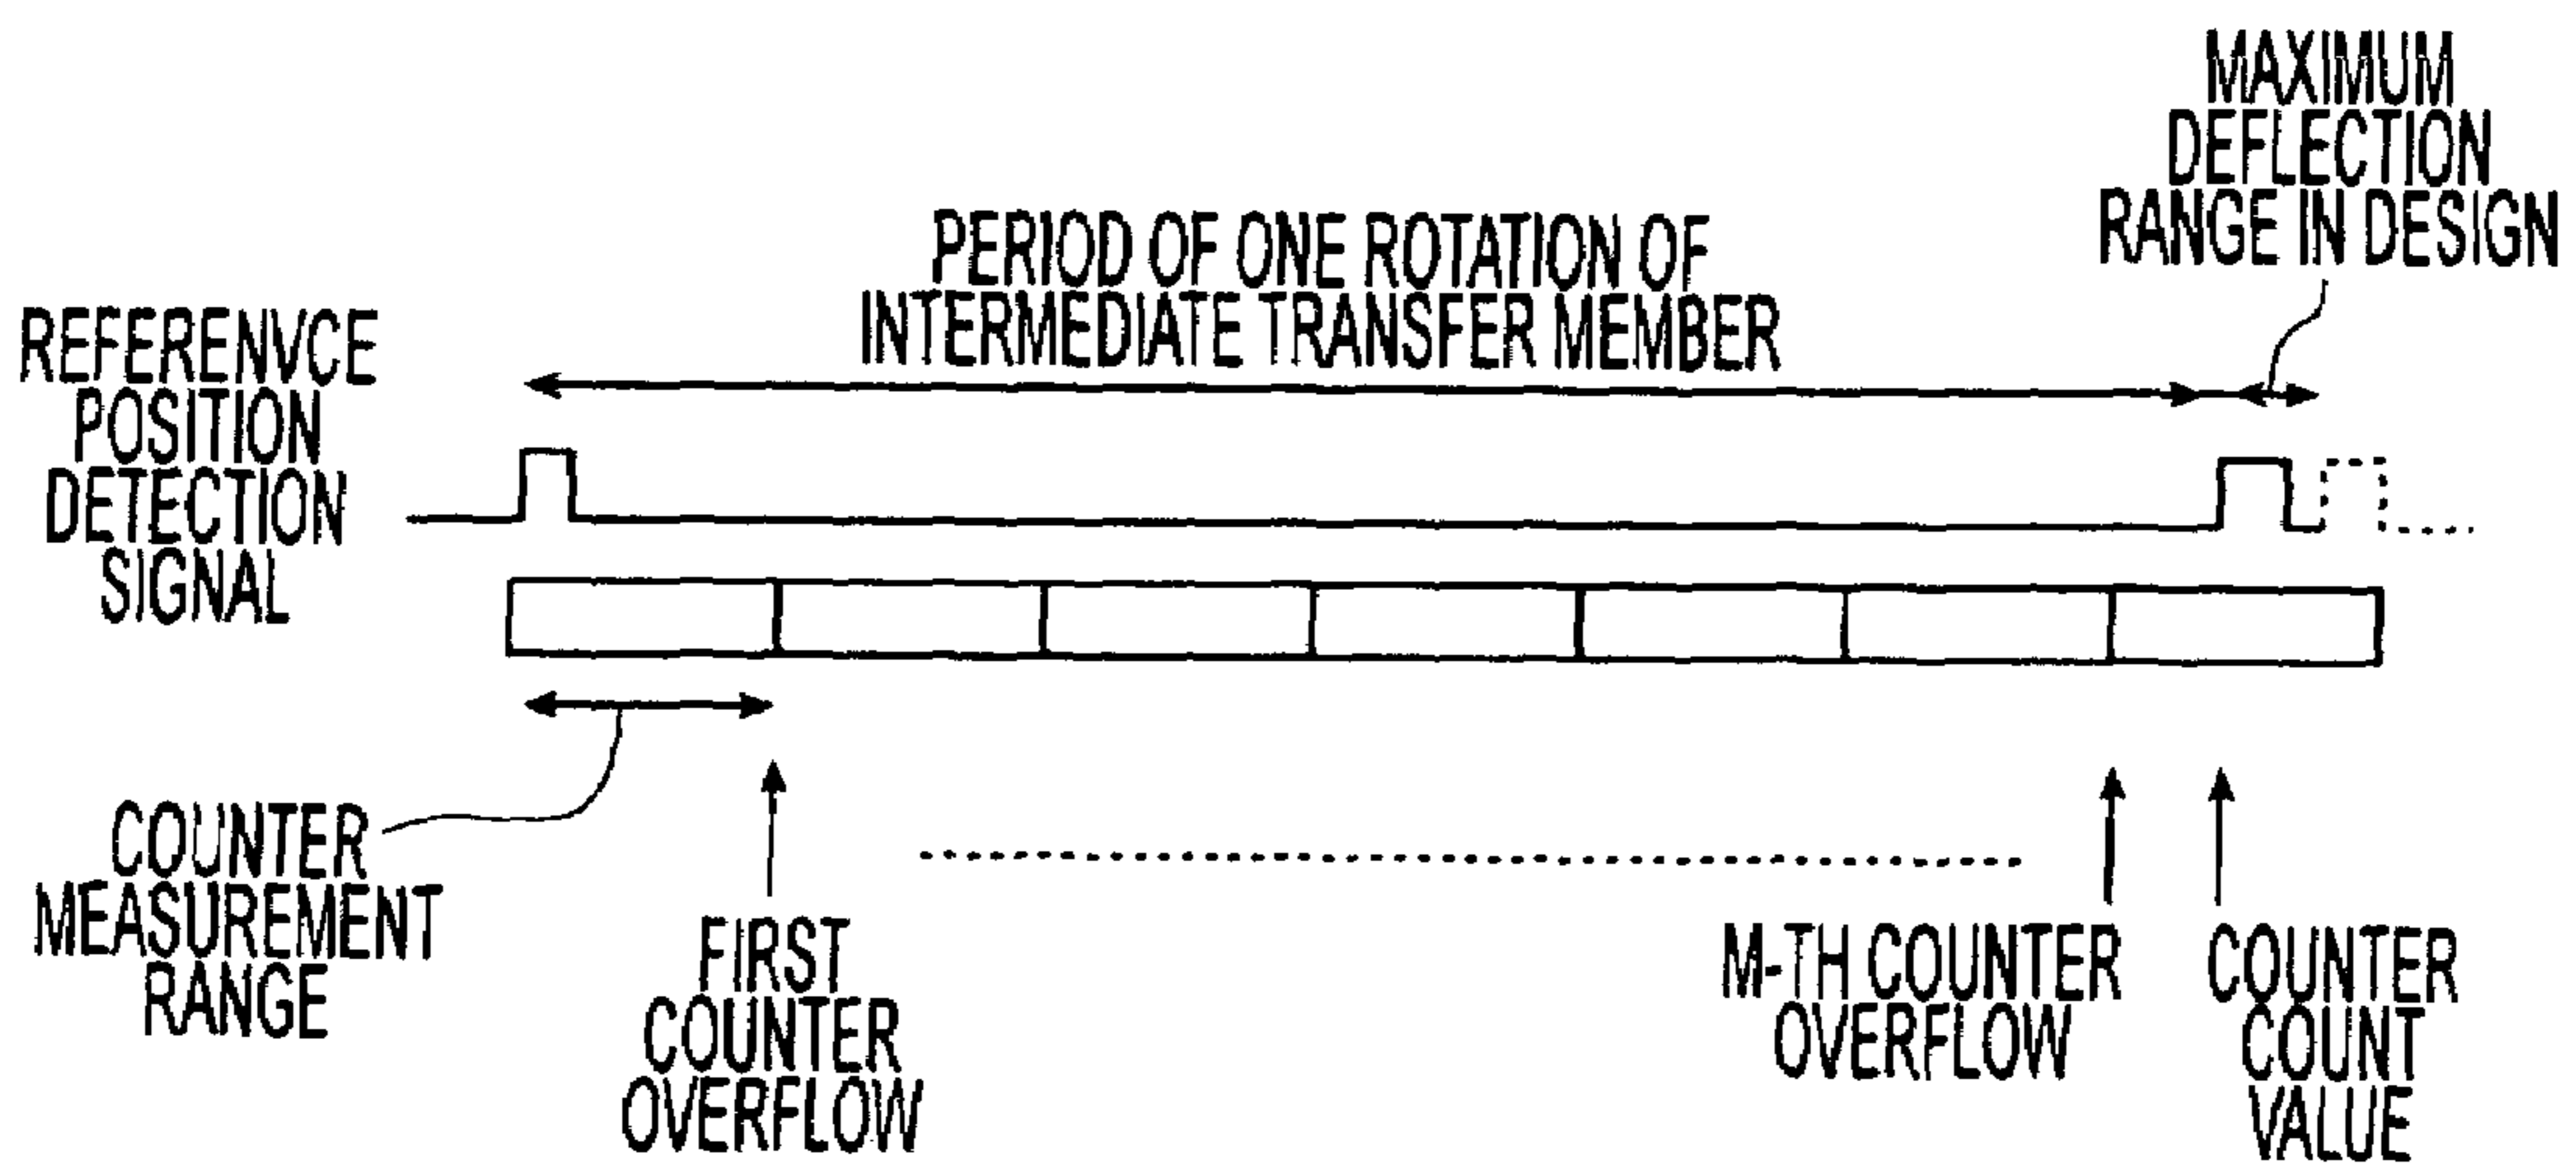 MAXIMUM
DEFLECTION
RANGE IN DESIGN
PERIOD OF ONE ROTATION OF
INTERMEDIATE TRANSFER MEMBER
REFERENVCE
POSITION
DETECTION
SIGNAL
COUNTER
MEASUREMENT
RANGE
FIRST
COUNTER
OVERFLOW
M-TH COUNTER
OVERFLOW
COUNTER
COUNT
VALUE